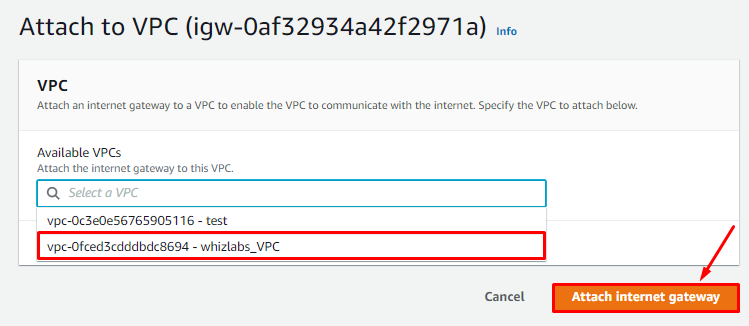 Attach to VPC (igw-0af32934a42f2971a) Info
VPC
Attach an internet gateway to a VPC to enable the VPC to communicate with the internet. Specify the VPC to attach below.
Available VPCs
Attach the internet gateway to this VPC.
Select a VPC
vpc-0c3e0e56765905116 - test
vpc-0fced3cdddbdc8694 - whizlabs_VPC
Cancel Attach internet gateway